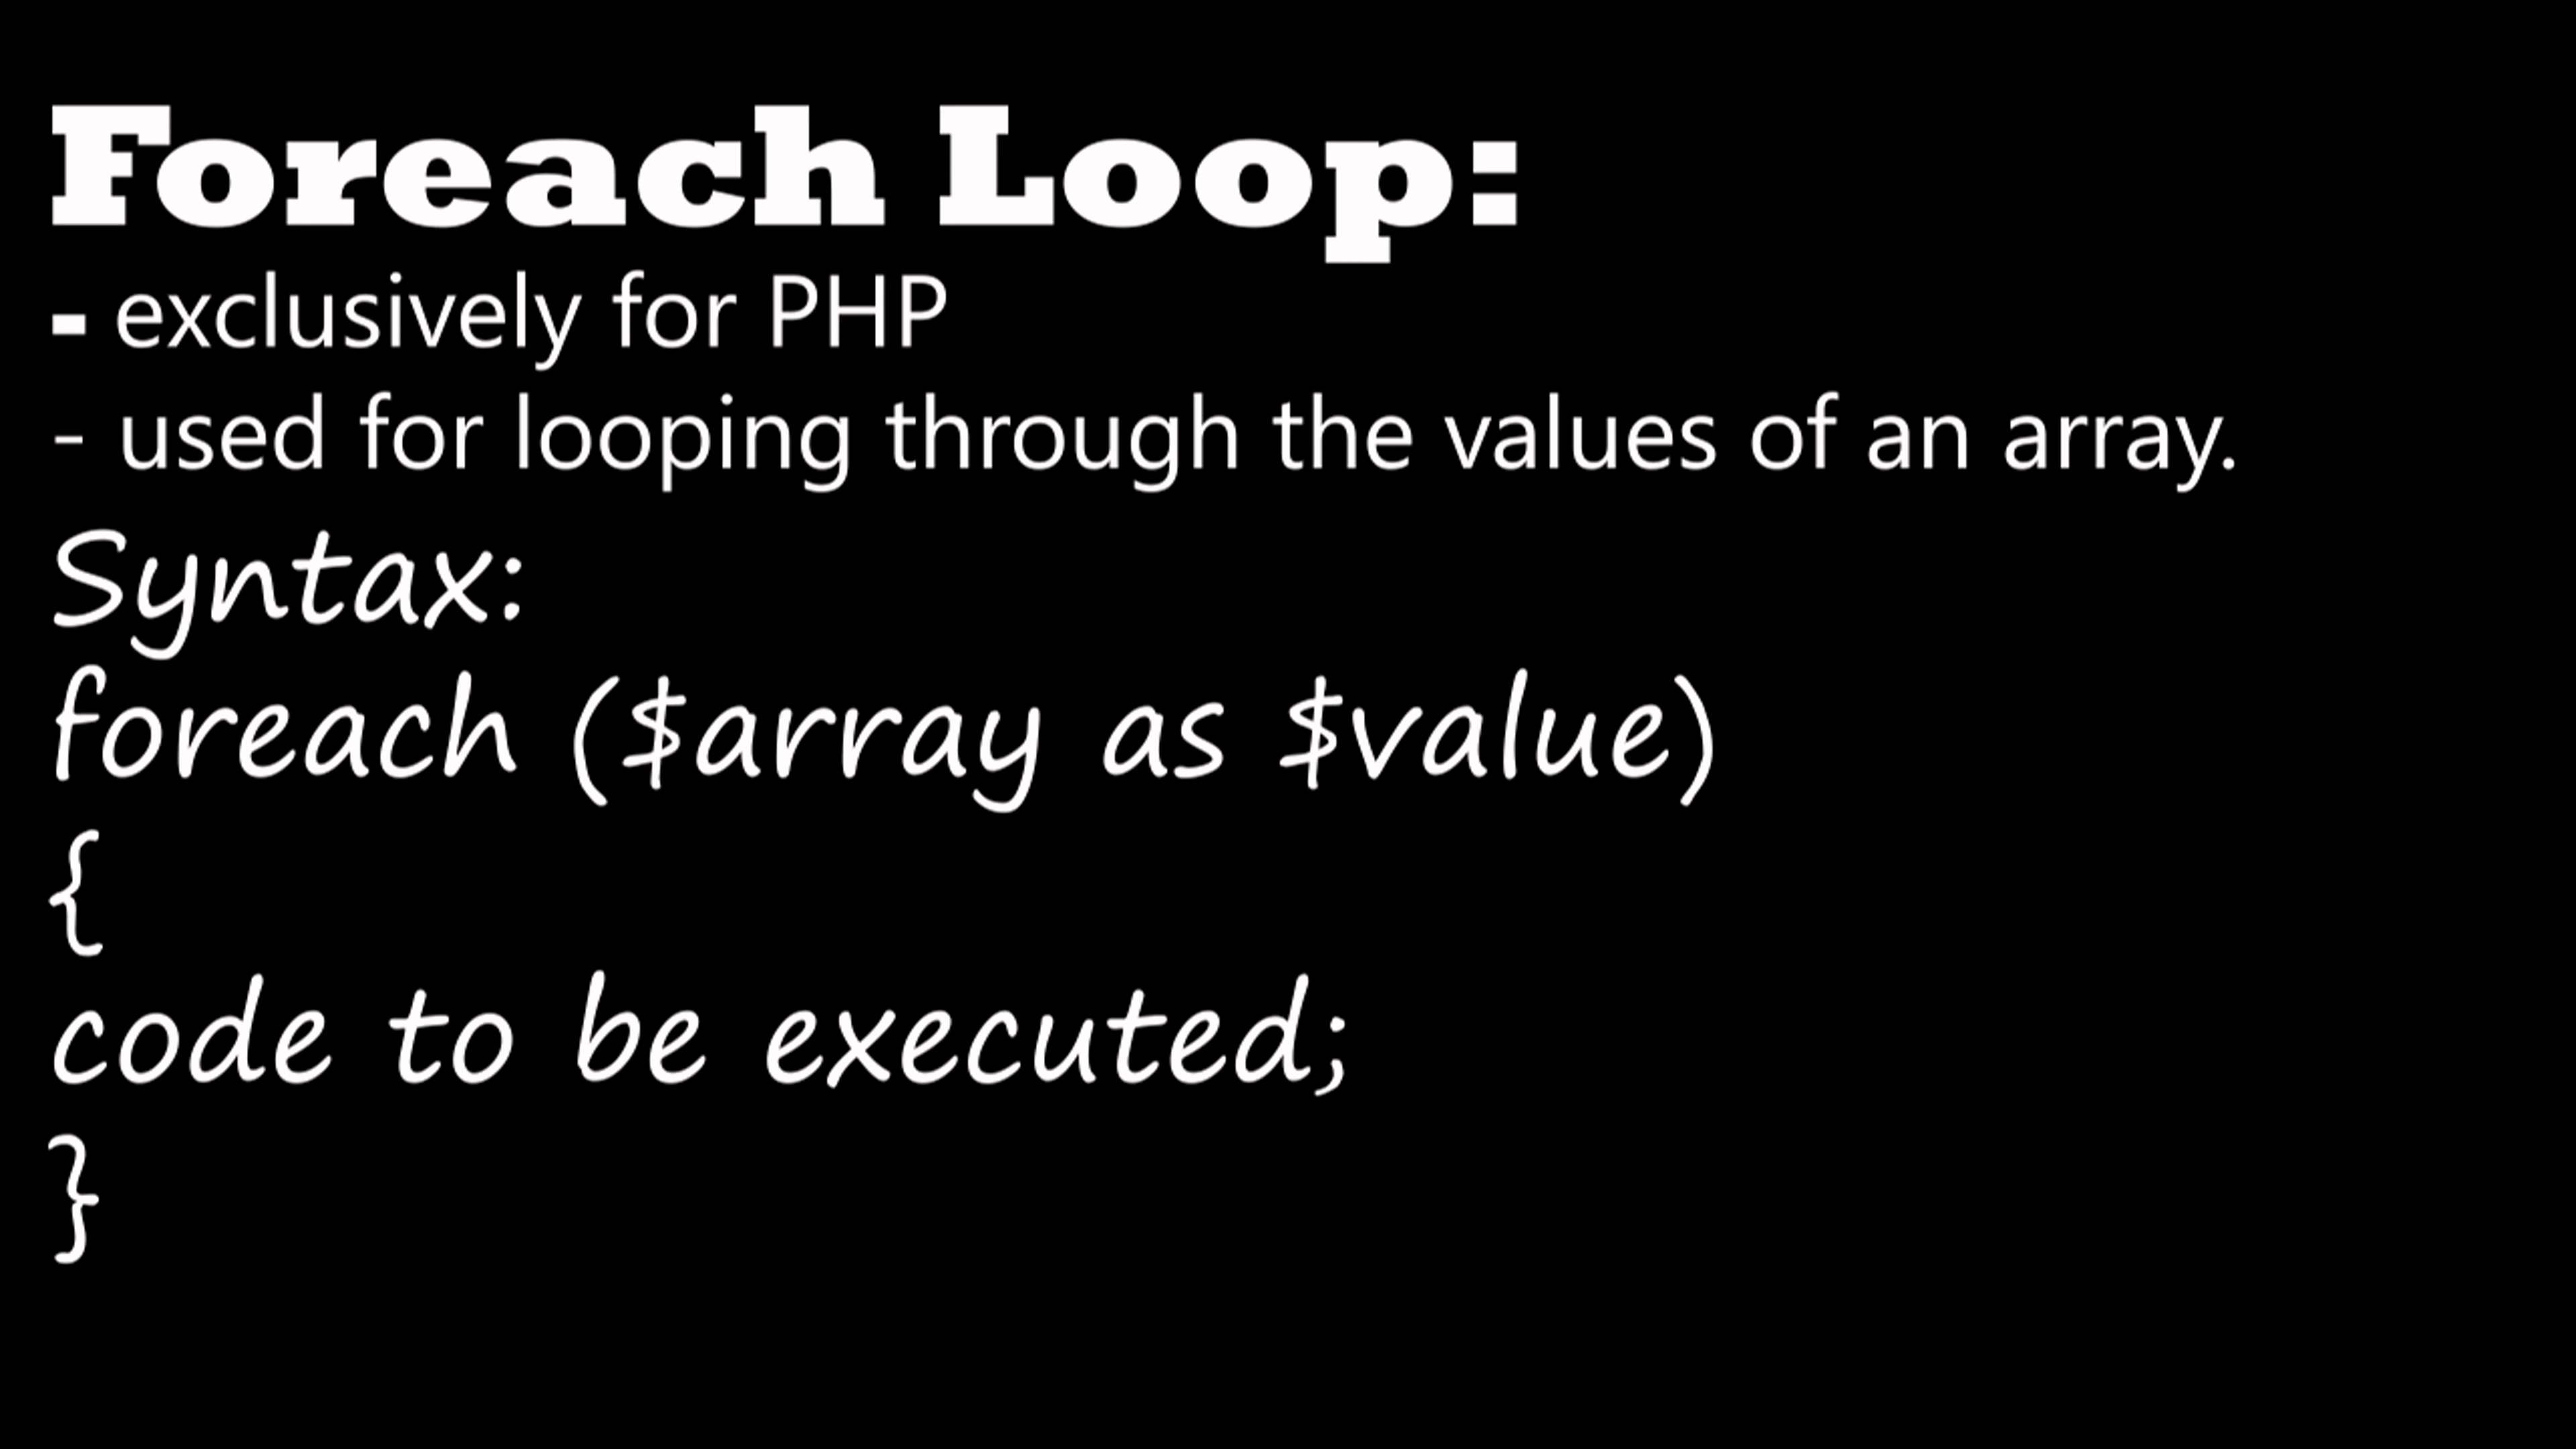 Foreach Loop:
- exclusively for PHP
- used for looping through the values of an array.
Syntax:
foreach ($array as $value)
{
code to be executed;
}